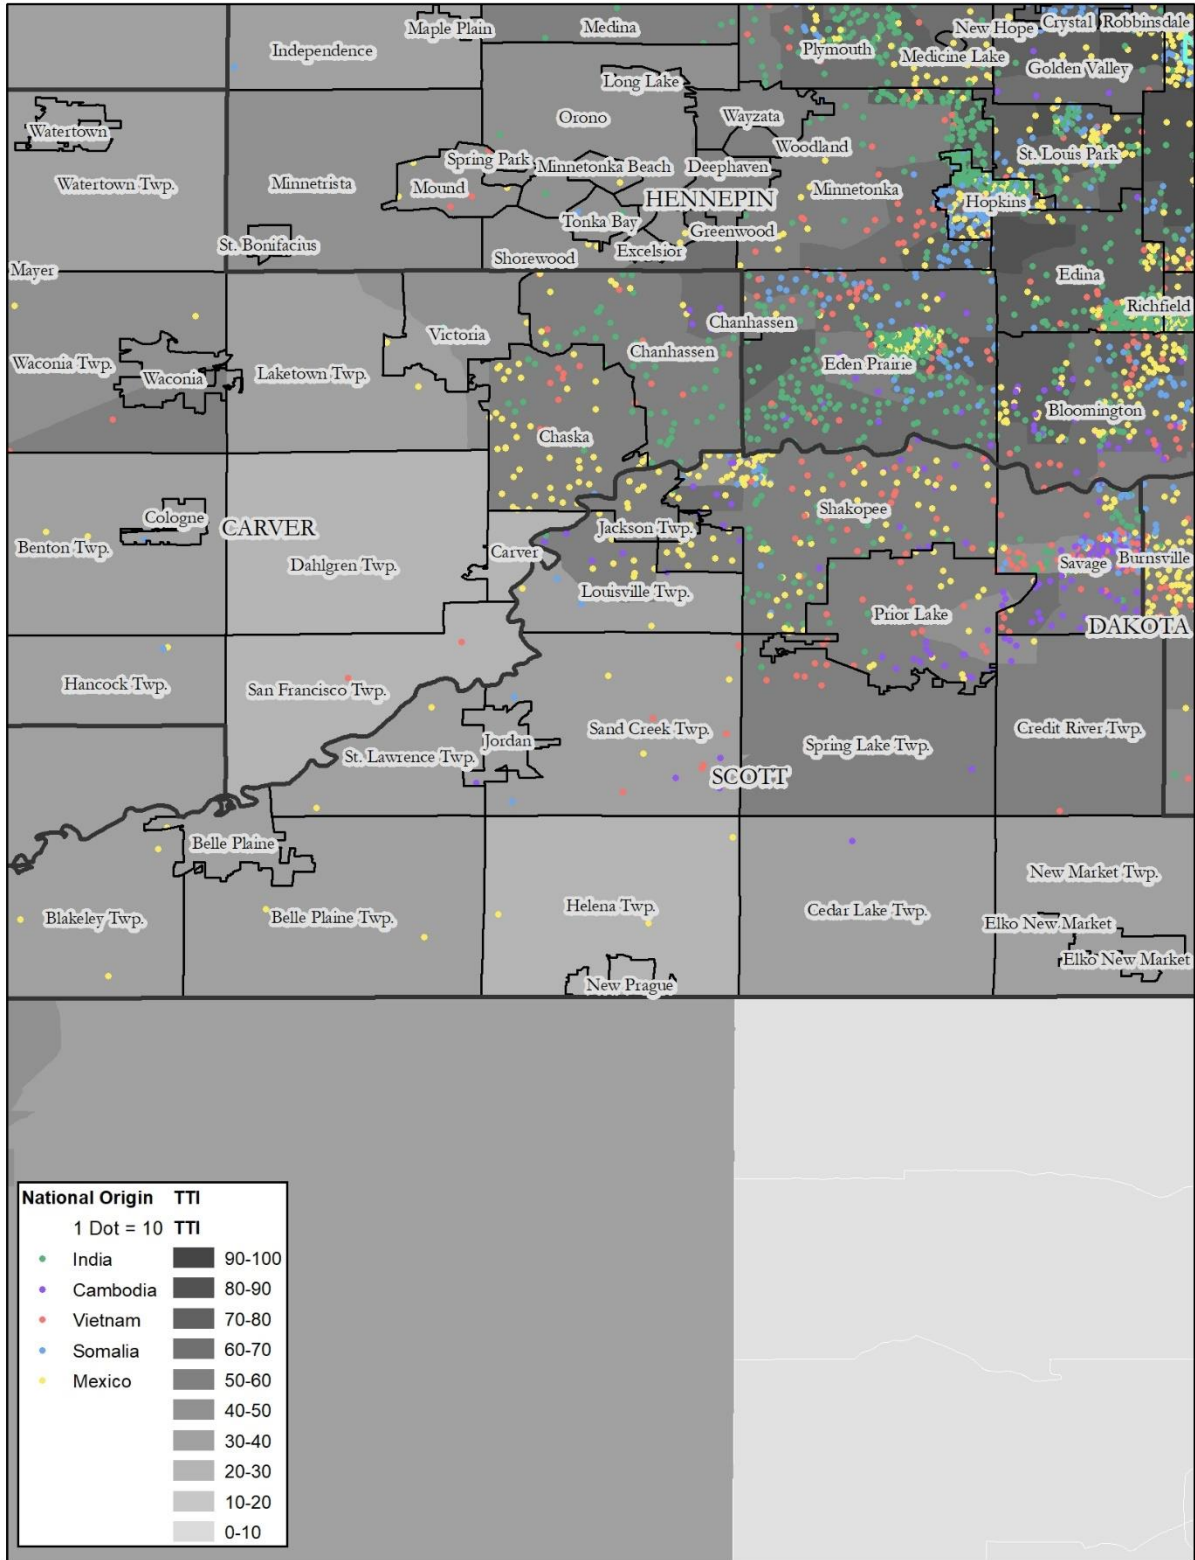 Maple Plain
Medina
New Hope
Crystal
Robbinsdale
Independence
Plymouth
Medicine Lake
Golden Valley
Long Lake
Watertown
Orono
Wayzata
Woodland
St. Louis Park
Watertown Twp.
Minnetrista
Spring Park
Minnetonka Beach
Deephaven
Mound
HENNEPIN
Minnetonka
Hopkins
Tonka Bay
Greenwood
St. Bonifacius
Excelsior
Shorewood
Mayer
Edina
Richfield
Victoria
Chanhassen
Chanhassen
Waconia Twp.
Waconia
Laketown Twp.
Eden Prairie
Chaska
Bloomington
Shakopee
Cologne
CARVER
Jackson Twp.
Benton Twp.
Dahlgren Twp.
Carver
Louisville Twp.
Savage
Burnsville
Prior Lake
DAKOTA
Hancock Twp.
San Francisco Twp.
Sand Creek Twp.
Credit River Twp.
Jordan
St. Lawrence Twp.
Spring Lake Twp.
SCOTT
Belle Plaine
New Market Twp.
Blakeley Twp.
Belle Plaine Twp.
Helena Twp.
Cedar Lake Twp.
Elko New Market
Elko New Market
New Prague
National Origin TTI
1 Dot = 10 TTI
India 90-100
Cambodia 80-90
Vietnam 70-80
Somalia 60-70
Mexico 50-60
40-50
30-40
20-30
10-20
0-10